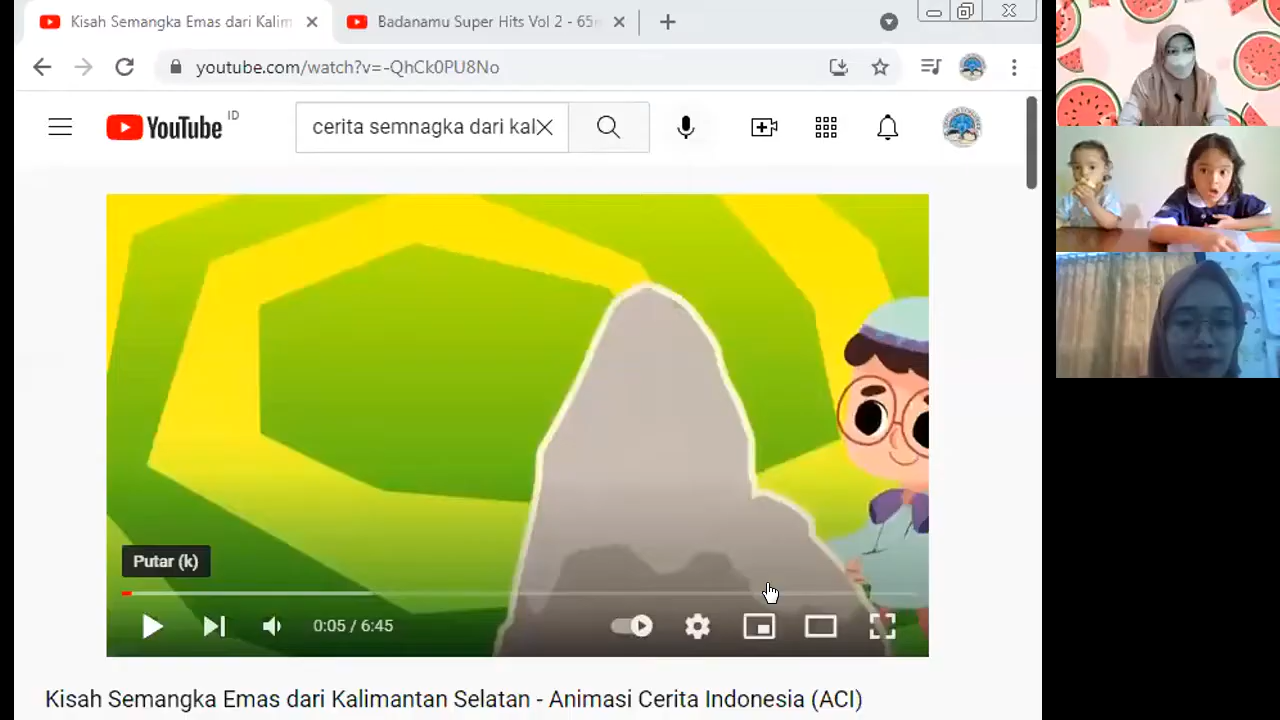 Kisah Semangka Emas dari Kalim
Badanamu Super Hits Vol 2 - 65
youtube.com/watch?v=-QhCk0PU8No
YouTube ID
cerita semnagka dari kal
Putar (k)
0:05 / 6:45
Kisah Semangka Emas dari Kalimantan Selatan - Animasi Cerita Indonesia (ACI)